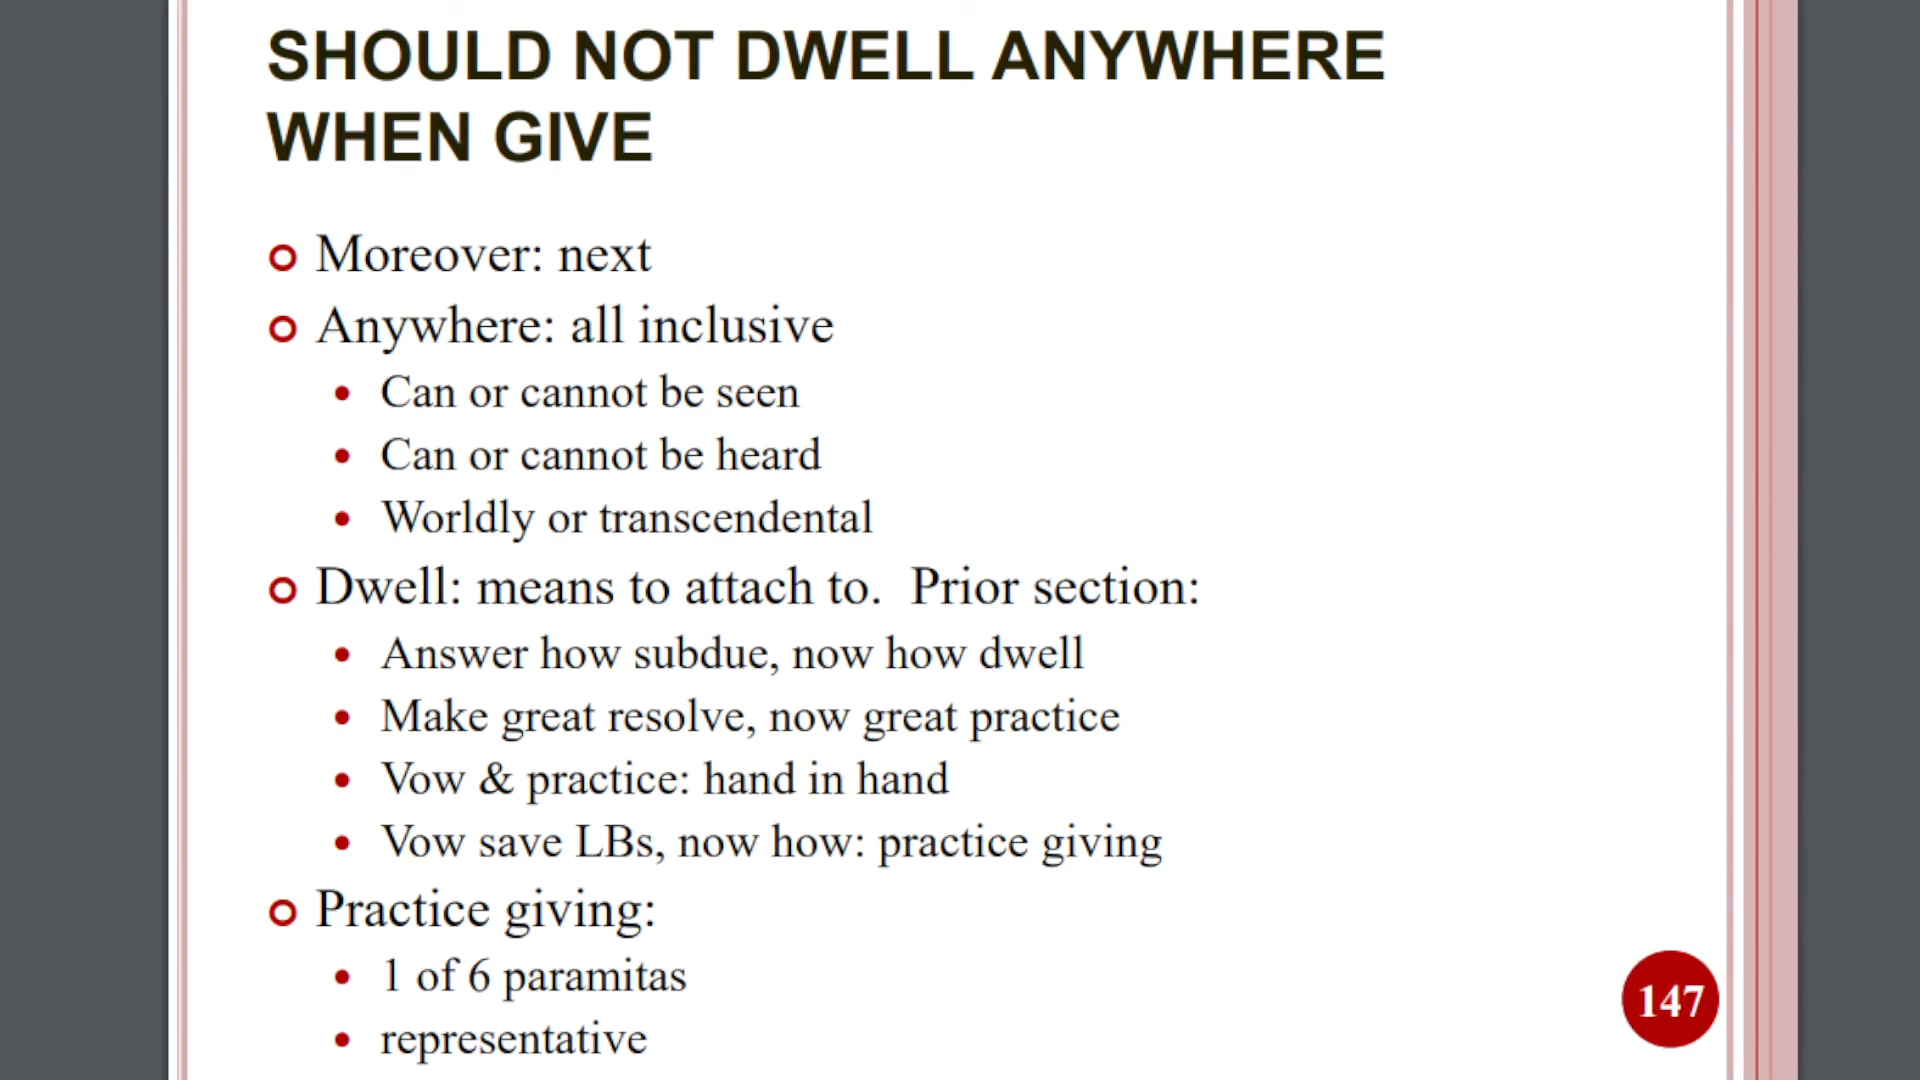 SHOULD NOT DWELL ANYWHERE
WHEN GIVE
Moreover: next
Anywhere: all inclusive
Can or cannot be seen
Can or cannot be heard
Worldly or transcendental
Dwell: means to attach to.  Prior section:
Answer how subdue, now how dwell
Make great resolve, now great practice
Vow & practice: hand in hand
Vow save LBs, now how: practice giving
Practice giving:
1 of 6 paramitas
representative
147